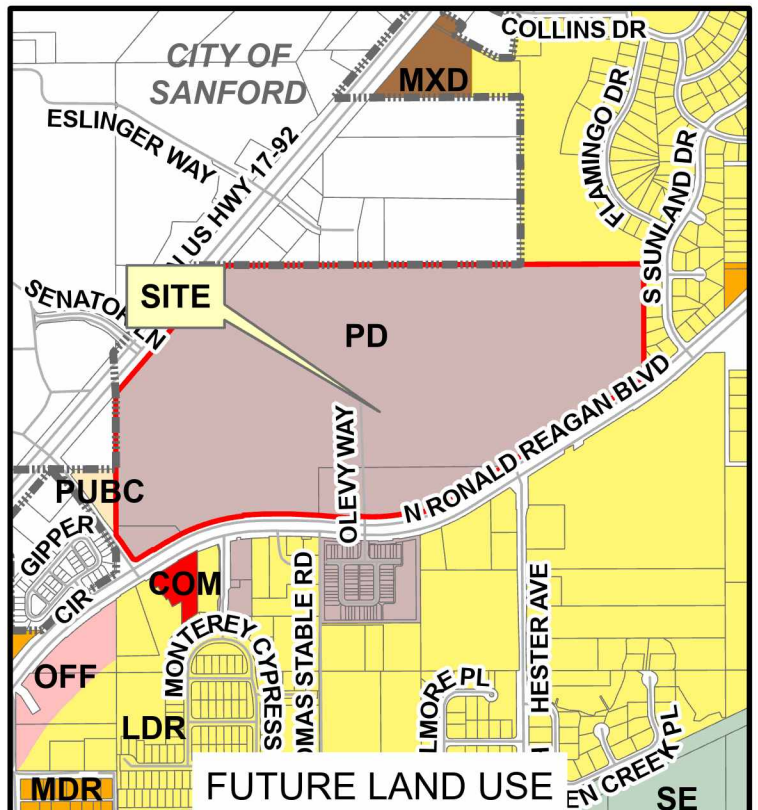 COLLINS DR
CITY OF
SANFORD
MXD
ESLINGER WAY
FLAMINGO DR
N US HWY 17-92
S SUNLAND DR
SENATOR LN
SITE
PD
OLEVY WAY
N RONALD REAGAN BLVD
PUBC
GIPPER
CIR
COM
OFF
MONTEREY CYPRESS
OMAS STABLE RD
HESTER AVE
LMORE PL
LDR
EN CREEK PL
MDR
FUTURE LAND USE
SE